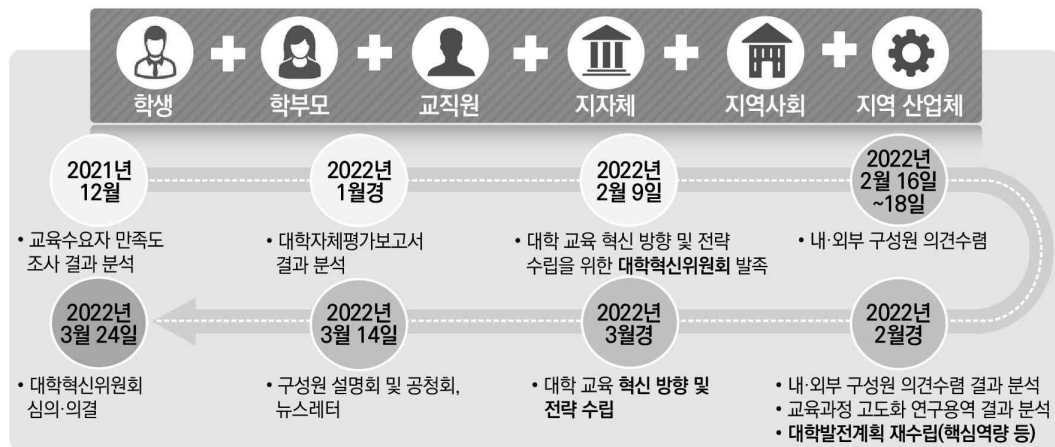 학생
학부모
교직원
지자체
지역사회
지역 산업체
2021년
12월
2022년
1월경
2022년
2월 9일
2022년
2월 16일
~18일
• 교육수요자 만족도
조사 결과 분석
• 대학자체평가보고서
결과 분석
• 대학 교육 혁신 방향 및 전략
수립을 위한 대학혁신위원회 발족
• 내·외부 구성원 의견수렴
2022년
3월 24일
2022년
3월 14일
2022년
3월경
2022년
2월경
• 대학혁신위원회
심의·의결
• 구성원 설명회 및 공청회,
뉴스레터
• 대학 교육 혁신 방향 및
전략 수립
• 내·외부 구성원 의견수렴 결과 분석
• 교육과정 고도화 연구용역 결과 분석
• 대학발전계획 재수립(핵심역량 등)